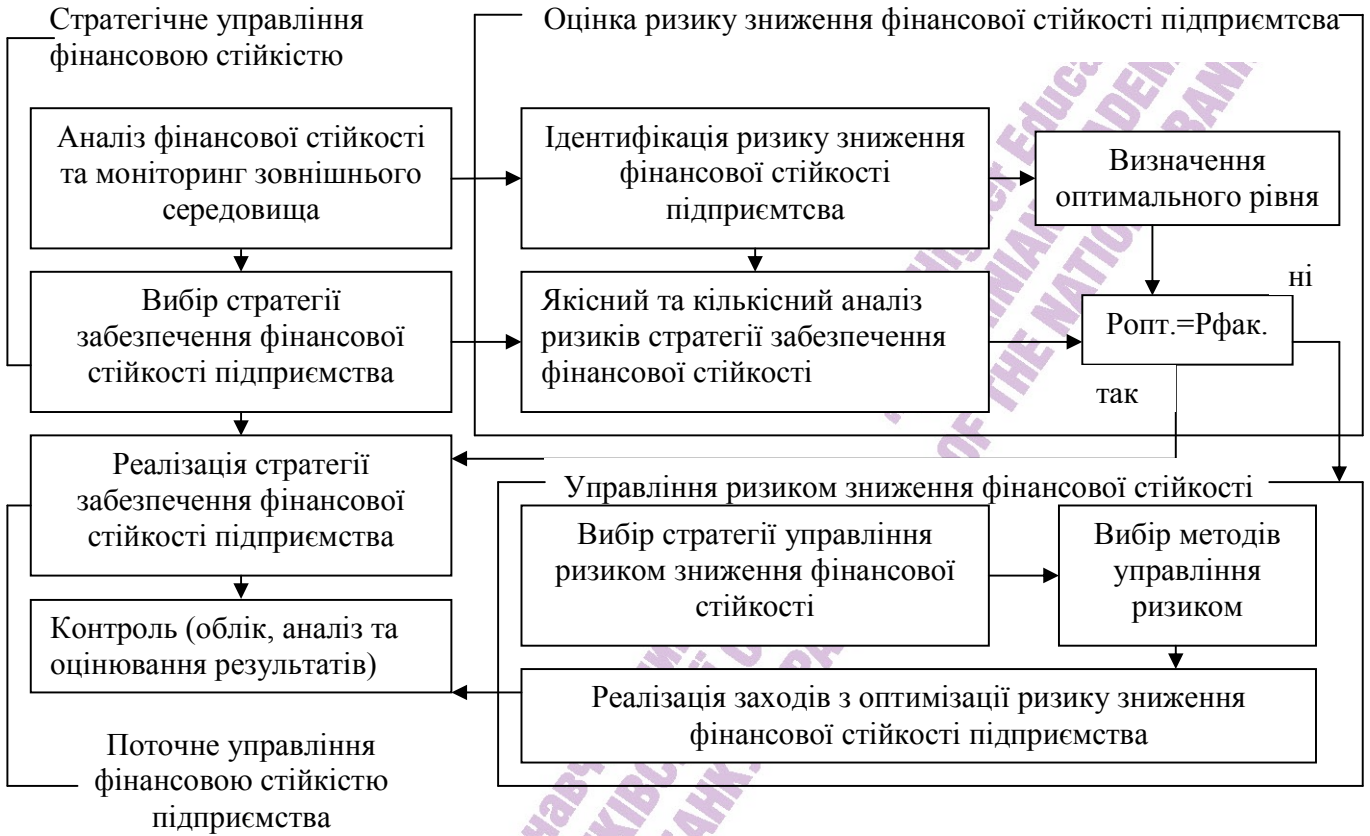 Стратегічне управління
фінансовою стійкістю
Оцінка ризику зниження фінансової стійкості підприємтсва
Аналіз фінансової стійкості
та моніторинг зовнішнього
середовища
Ідентифікація ризику зниження
фінансової стійкості
підприємтсва
Визначення
оптимального рівня
Вибір стратегії
забезпечення фінансової
стійкості підприємства
Якісний та кількісний аналіз
ризиків стратегії забезпечення
фінансової стійкості
Ропт.=Рфак.
ні
так
Реалізація стратегії
забезпечення фінансової
стійкості підприємства
Управління ризиком зниження фінансової стійкості
Вибір стратегії управління
ризиком зниження фінансової
стійкості
Вибір методів
управління
ризиком
Контроль (облік, аналіз та
оцінювання результатів)
Реалізація заходів з оптимізації ризику зниження
фінансової стійкості підприємства
Поточне управління
фінансовою стійкістю
підприємства
OF THE NATIONAL BANK